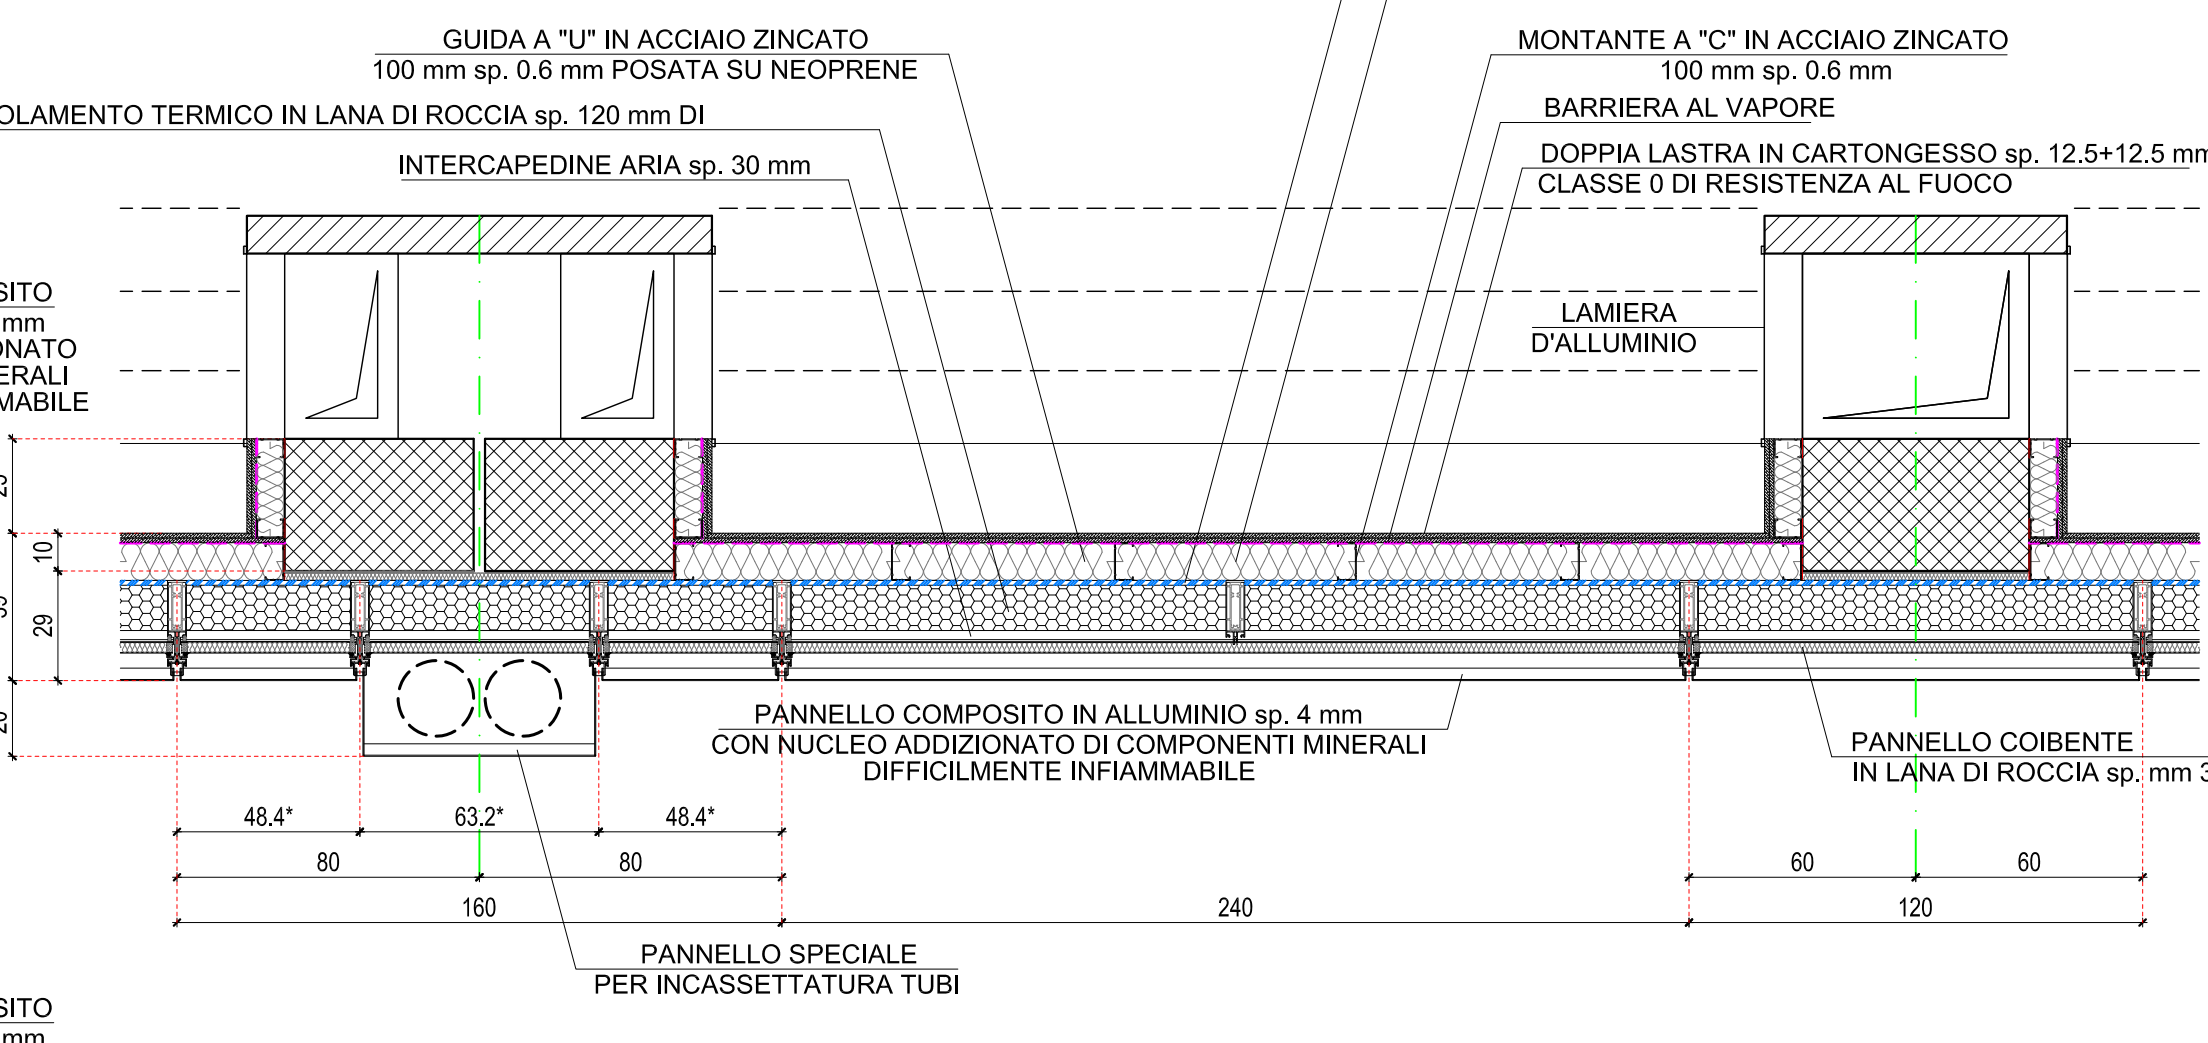 GUIDA A "U" IN ACCIAIO ZINCATO
100 mm sp. 0.6 mm POSATA SU NEOPRENE
MONTANTE A "C" IN ACCIAIO ZINCATO
100 mm sp. 0.6 mm
OLAMENTO TERMICO IN LANA DI ROCCIA sp. 120 mm DI
BARRIERA AL VAPORE
INTERCAPEDINE ARIA sp. 30 mm
DOPPIA LASTRA IN CARTONGESSO sp. 12.5+12.5 mm
CLASSE 0 DI RESISTENZA AL FUOCO
SITO
mm
ONATO
ERALI
MABILE
LAMIERA
D'ALLUMINIO
10
29
PANNELLO COMPOSITO IN ALLUMINIO sp. 4 mm
CON NUCLEO ADDIZIONATO DI COMPONENTI MINERALI
DIFFICILMENTE INFIAMMABILE
PANNELLO COIBENTE
IN LANA DI ROCCIA sp. mm 3
48.4* 63.2* 48.4*
80 80 60 60
160 240 120
PANNELLO SPECIALE
PER INCASSETTATURA TUBI
SITO
mm